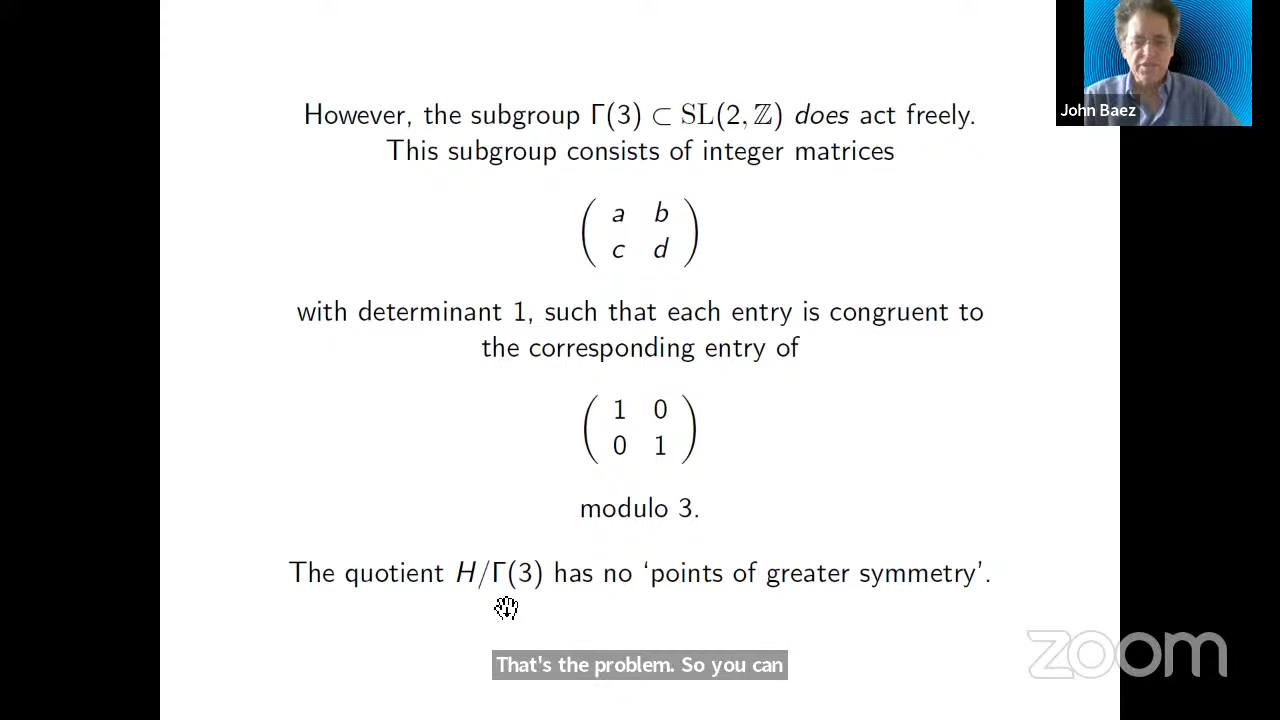 However, the subgroup Γ(3) ⊂ SL(2, ℤ) does act freely.
This subgroup consists of integer matrices
( a b
c d )
with determinant 1, such that each entry is congruent to
the corresponding entry of
( 1 0
0 1 )
modulo 3.
The quotient H/Γ(3) has no ‘points of greater symmetry’.
That's the problem. So you can
John Baez
zoom